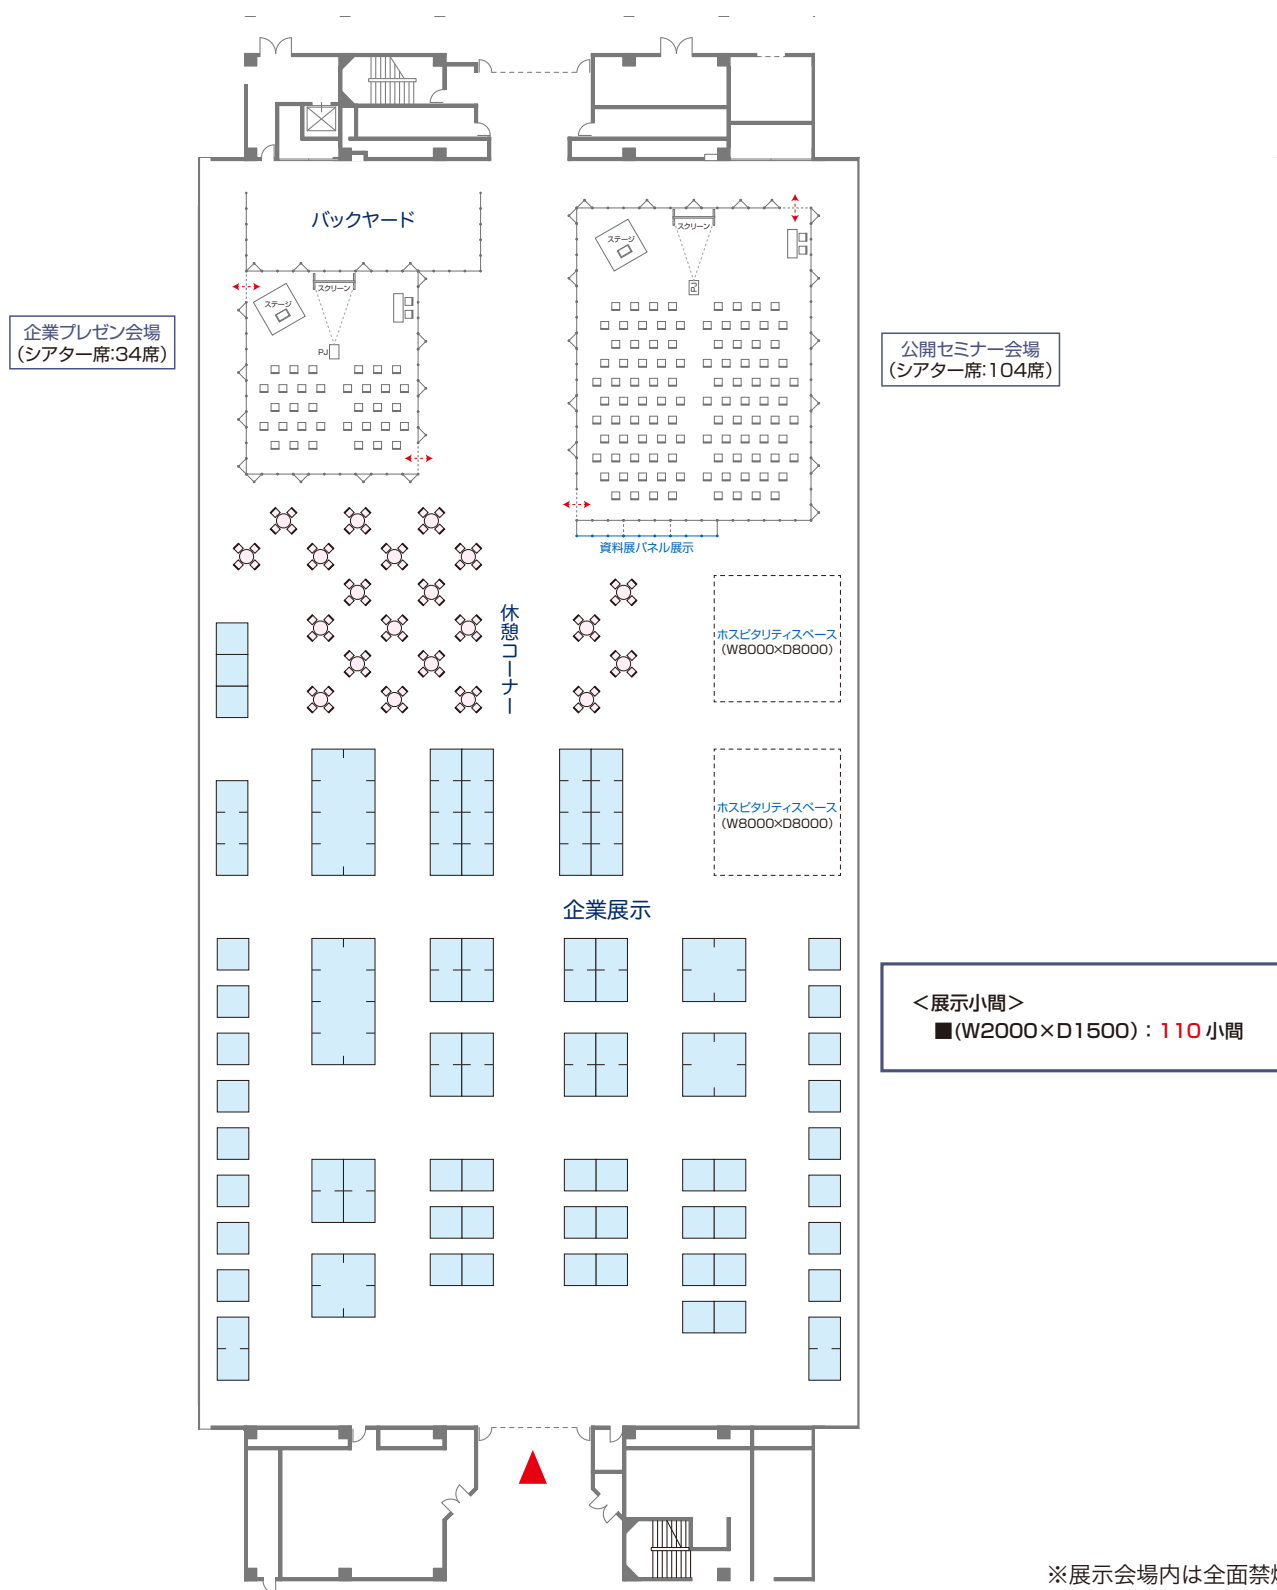 バックヤード
ステージ
スクリーン
PJ
ステージ
スクリーン
PJ
企業プレゼン会場
(シアター席:34席)
公開セミナー会場
(シアター席:104席)
資料展パネル展示
休憩コーナー
ホスピタリティスペース
(W8000×D8000)
ホスピタリティスペース
(W8000×D8000)
企業展示
＜展示小間＞
■(W2000×D1500)：110 小間
※展示会場内は全面禁煙